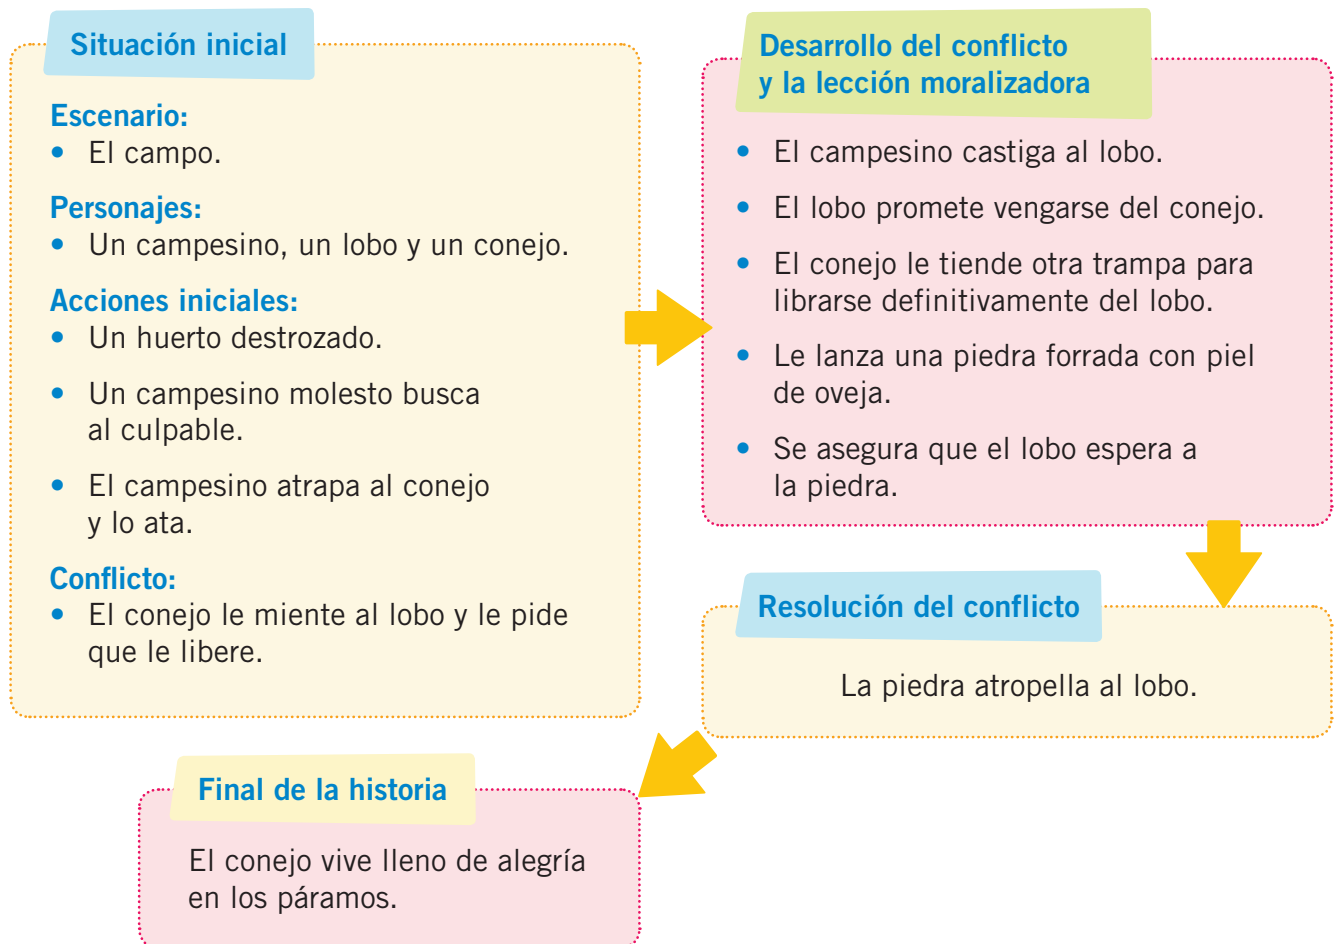 Situación inicial
Escenario:
• El campo.
Personajes:
• Un campesino, un lobo y un conejo.
Acciones iniciales:
• Un huerto destrozado.
• Un campesino molesto busca
al culpable.
• El campesino atrapa al conejo
y lo ata.
Conflicto:
• El conejo le miente al lobo y le pide
que le libere.
Desarrollo del conflicto
y la lección moralizadora
• El campesino castiga al lobo.
• El lobo promete vengarse del conejo.
• El conejo le tiende otra trampa para
librarse definitivamente del lobo.
• Le lanza una piedra forrada con piel
de oveja.
• Se asegura que el lobo espera a
la piedra.
Resolución del conflicto
La piedra atropella al lobo.
Final de la historia
El conejo vive lleno de alegría
en los páramos.